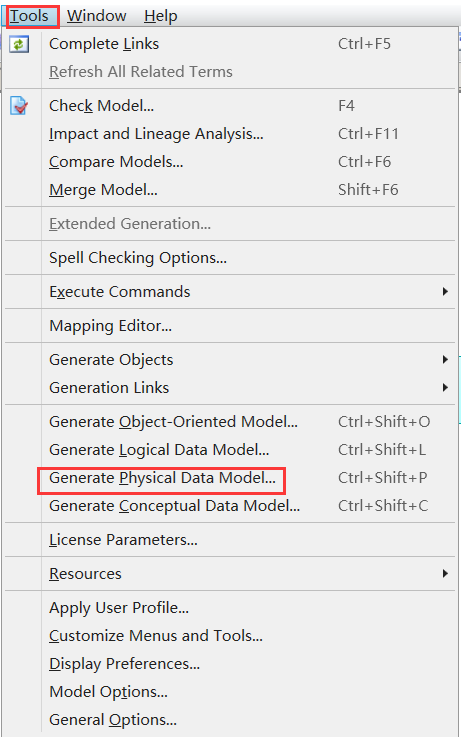 Tools Window Help
Complete Links Ctrl+F5
Refresh All Related Terms
Check Model... F4
Impact and Lineage Analysis... Ctrl+F11
Compare Models... Ctrl+F6
Merge Model... Shift+F6
Extended Generation...
Spell Checking Options...
Execute Commands
Mapping Editor...
Generate Objects
Generation Links
Generate Object-Oriented Model... Ctrl+Shift+O
Generate Logical Data Model... Ctrl+Shift+L
Generate Physical Data Model... Ctrl+Shift+P
Generate Conceptual Data Model... Ctrl+Shift+C
License Parameters...
Resources
Apply User Profile...
Customize Menus and Tools...
Display Preferences...
Model Options...
General Options...